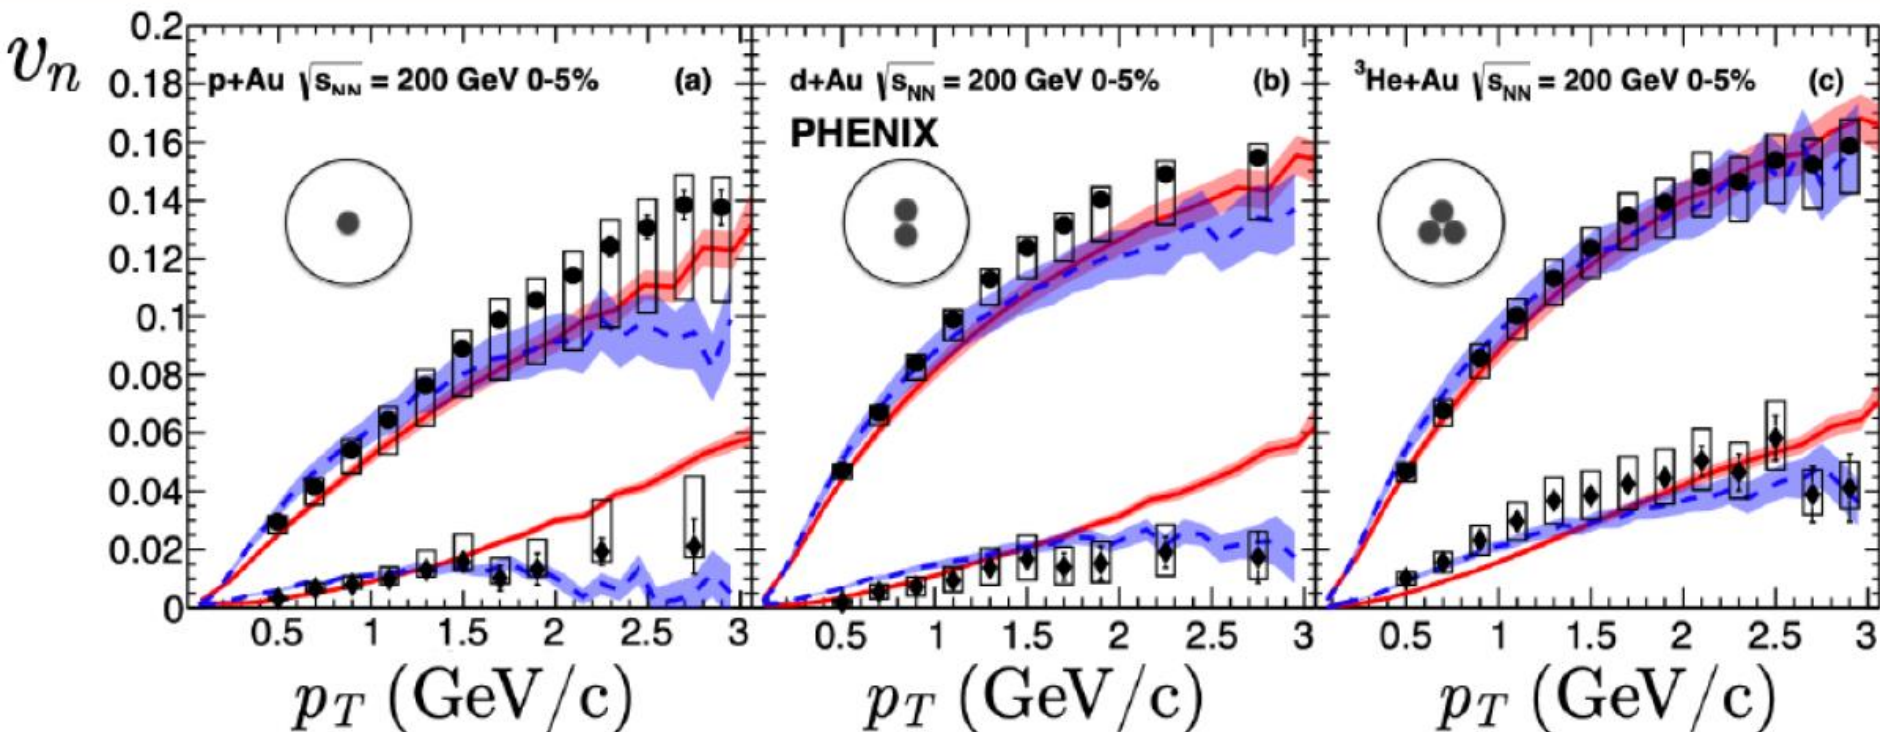 v_n
0.2
0.18
0.16
0.14
0.12
0.1
0.08
0.06
0.04
0.02
0
p+Au √s_NN = 200 GeV 0-5% (a)
d+Au √s_NN = 200 GeV 0-5% (b)
PHENIX
³He+Au √s_NN = 200 GeV 0-5% (c)
0.5 1 1.5 2 2.5 3
0.5 1 1.5 2 2.5 3
0.5 1 1.5 2 2.5 3
p_T (GeV/c)
p_T (GeV/c)
p_T (GeV/c)